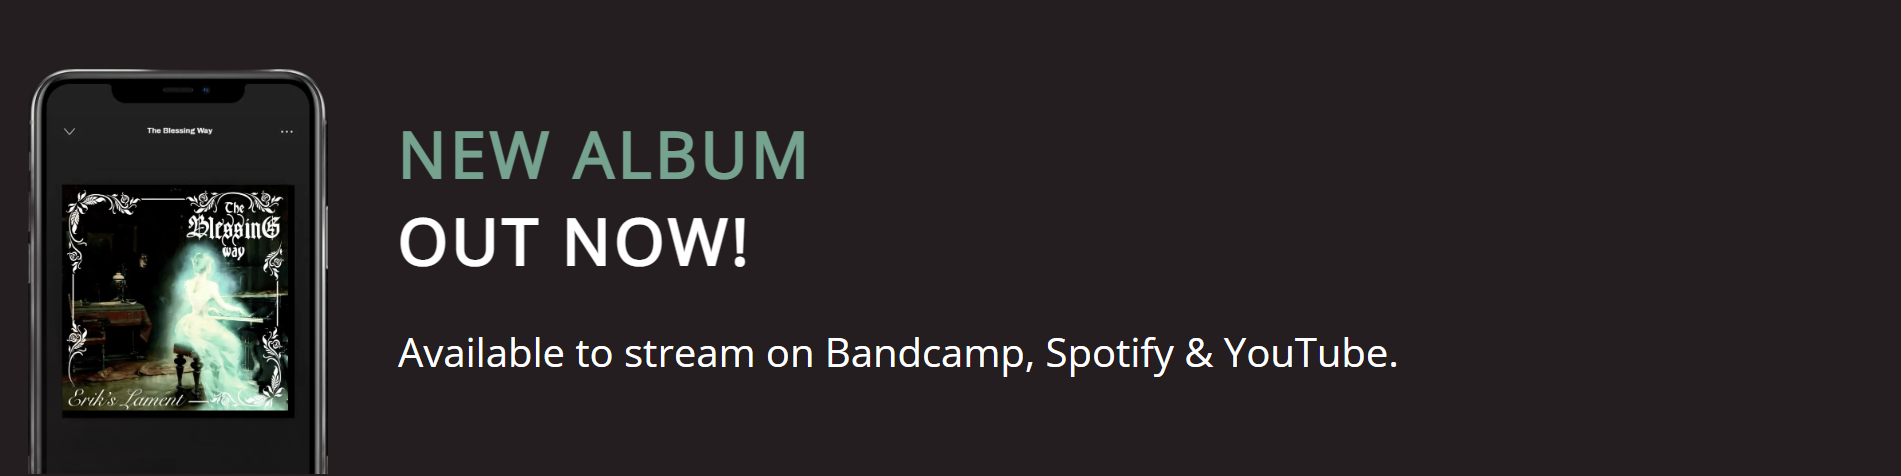 The Blessing Way
The
BlessinG
way
Erik's Lament
NEW ALBUM
OUT NOW!
Available to stream on Bandcamp, Spotify & YouTube.